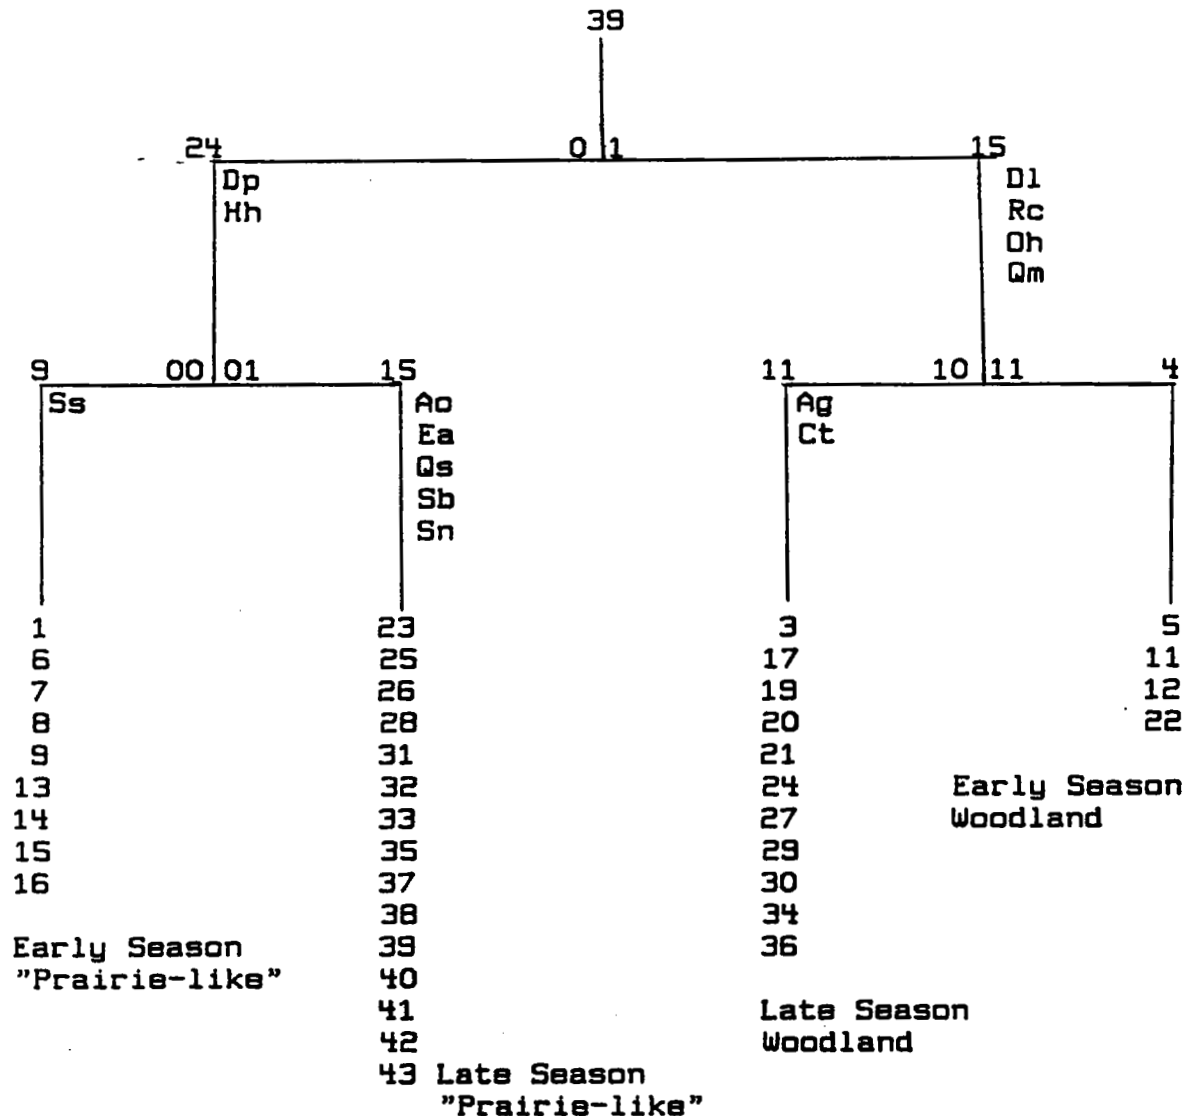 39
24 0 1 15
Dp Dl
Hh Rc
Oh
Qm
9 00 01 15 11 10 11 4
Ss Ao Ag
Ea Ct
Qs
Sb
Sn
1 23 3 5
6 25 17 11
7 26 19 12
8 28 20 22
9 31 21
13 32 24 Early Season
14 33 27 Woodland
15 35 29
16 37 30
38 34
Early Season 39 36
"Prairie-like" 40
41 Late Season
42 Woodland
43 Late Season
"Prairie-like"